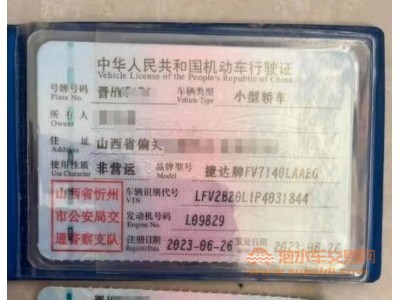 中华人民共和国机动车行驶证
Vehicle License of the People's Republic of China
号牌号码 晋H 车辆类型 小型轿车
Plate No. Vehicle Type
所有人
Owner
住址 山西省偏关
Address
使用性质 非营运 品牌型号 捷达牌FV7140LAAEG
Use Character Model
山西省忻州
市公安局交
通警察支队
车辆识别代号 LFV2B20L1P4031844
VIN
发动机号码 L09829
Engine No.
注册日期 2023-06-26 发证日期 2023-06-26
Register Date